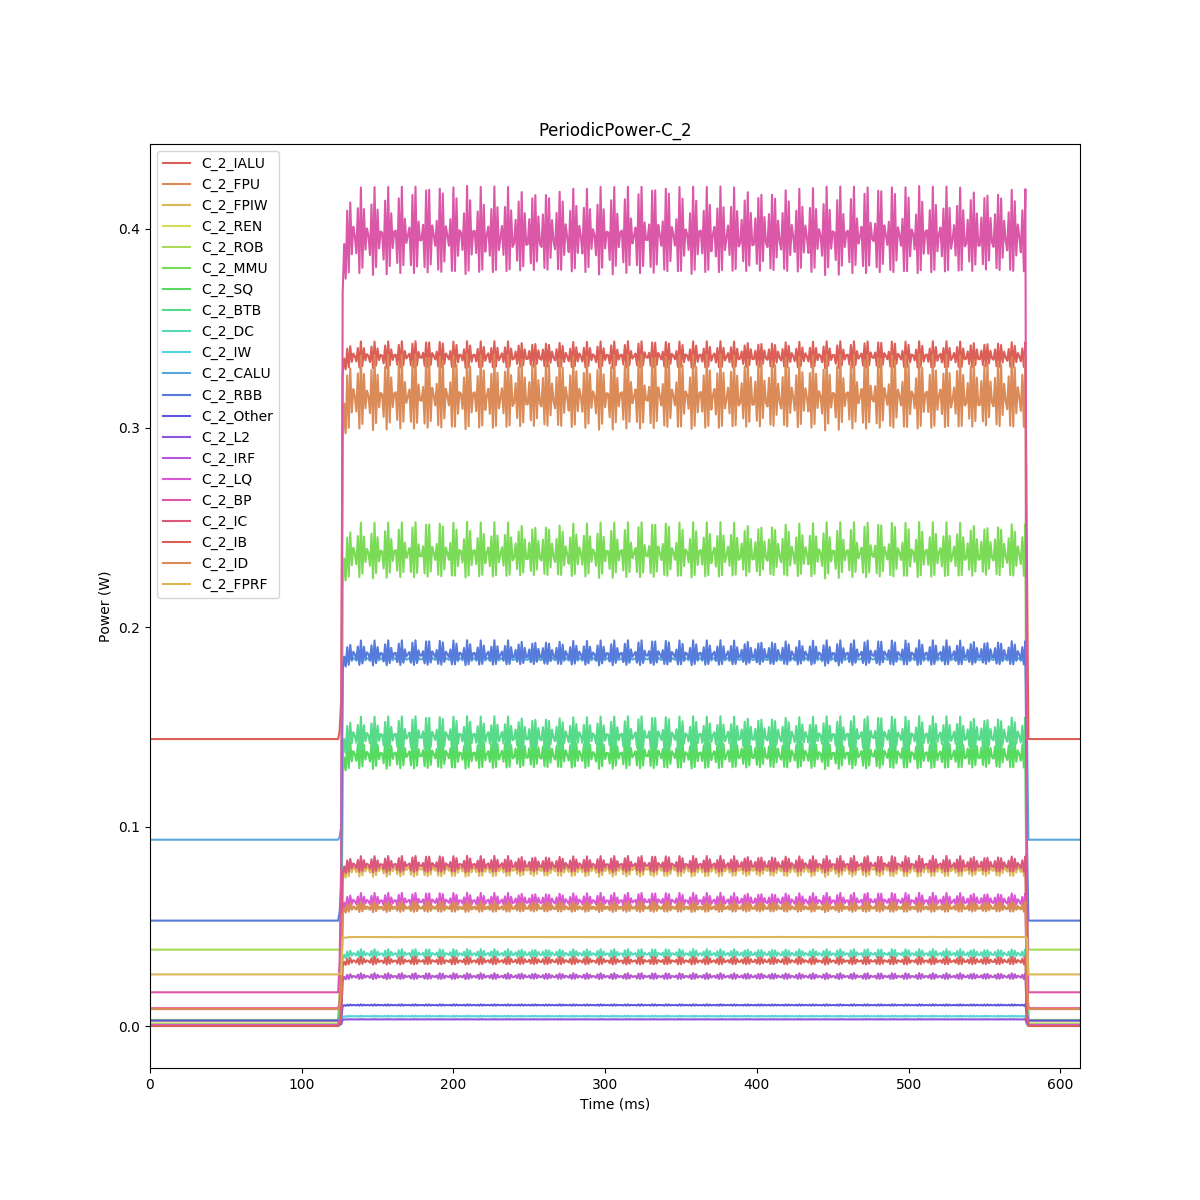 PeriodicPower-C_2
C_2_IALU
C_2_FPU
C_2_FPIW
C_2_REN
C_2_ROB
C_2_MMU
C_2_SQ
C_2_BTB
C_2_DC
C_2_IW
C_2_CALU
C_2_RBB
C_2_Other
C_2_L2
C_2_IRF
C_2_LQ
C_2_BP
C_2_IC
C_2_IB
C_2_ID
C_2_FPRF
0.4
0.3
0.2
0.1
0.0
Power (W)
0 100 200 300 400 500 600
Time (ms)